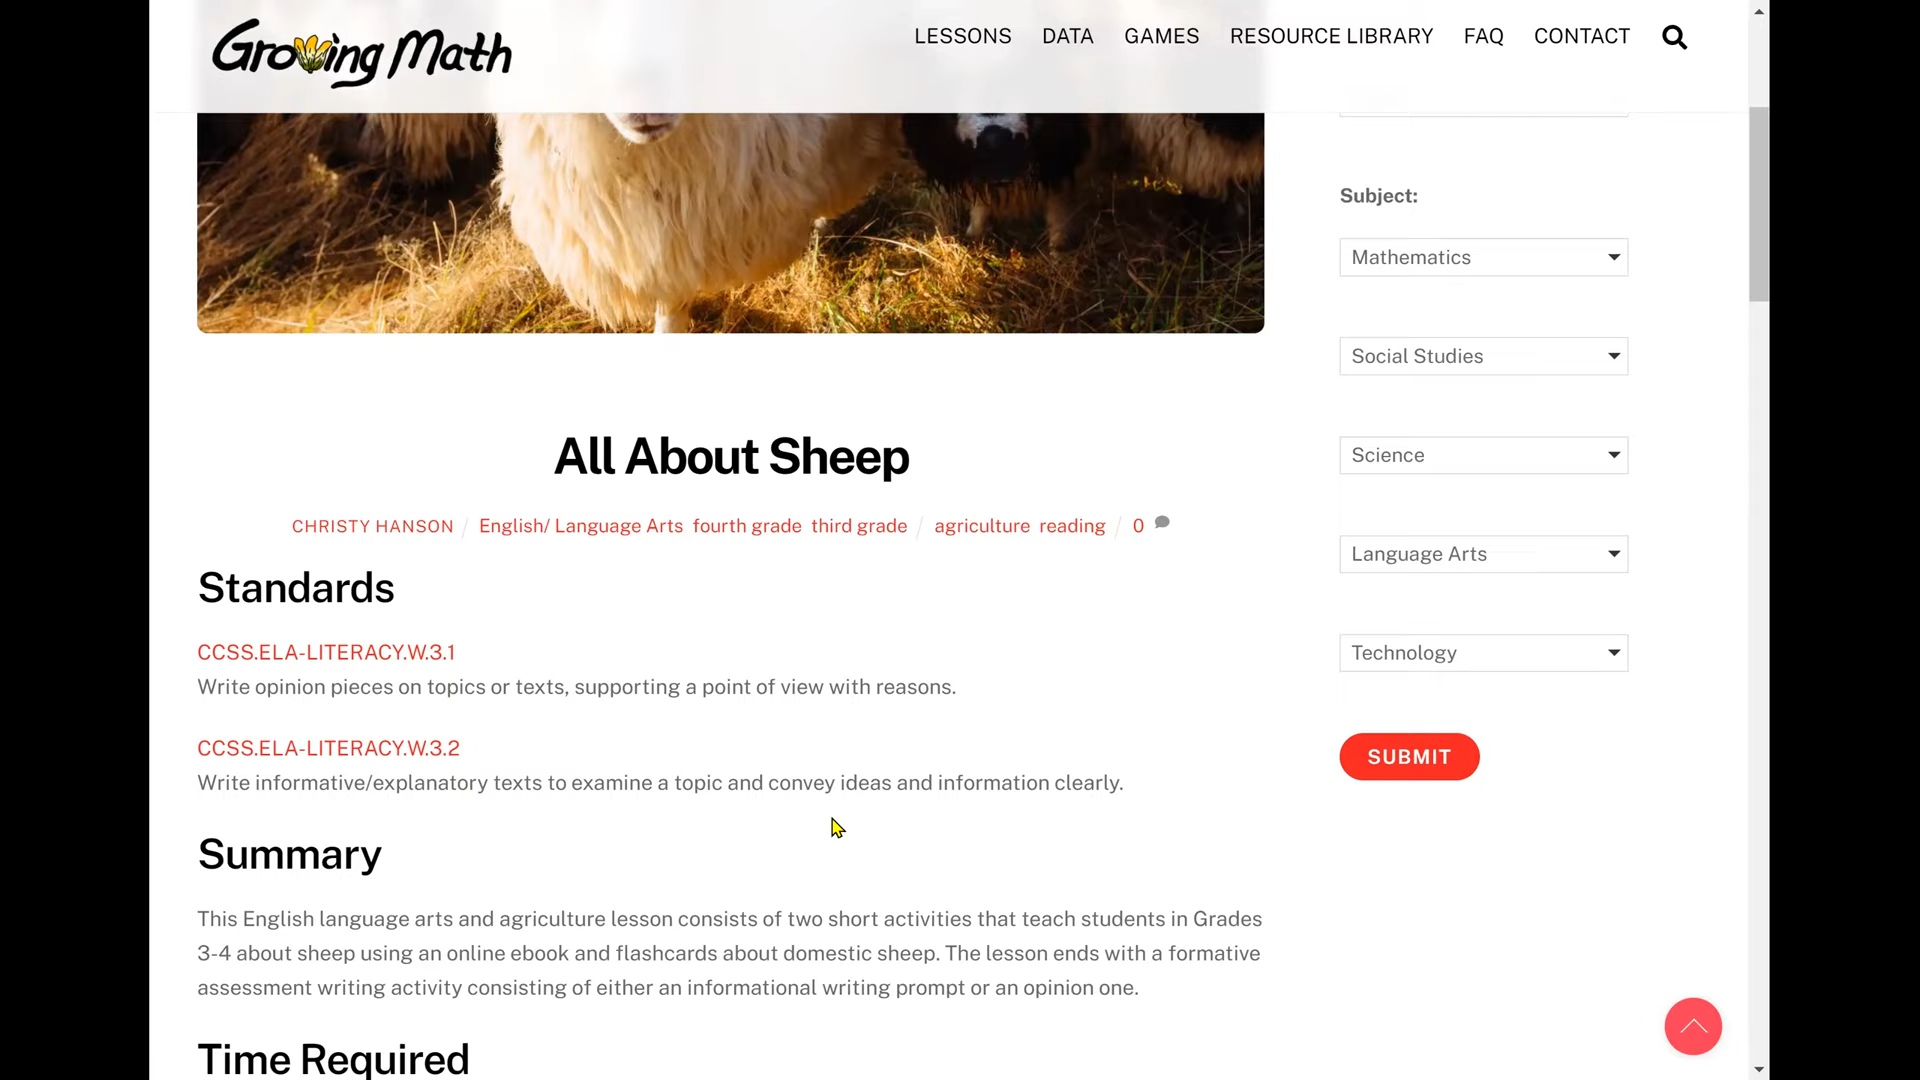 Growing Math
LESSONS DATA GAMES RESOURCE LIBRARY FAQ CONTACT
All About Sheep
CHRISTY HANSON / English/ Language Arts fourth grade third grade / agriculture reading / 0
Standards
CCSS.ELA-LITERACY.W.3.1
Write opinion pieces on topics or texts, supporting a point of view with reasons.
CCSS.ELA-LITERACY.W.3.2
Write informative/explanatory texts to examine a topic and convey ideas and information clearly.
Summary
This English language arts and agriculture lesson consists of two short activities that teach students in Grades
3-4 about sheep using an online ebook and flashcards about domestic sheep. The lesson ends with a formative
assessment writing activity consisting of either an informational writing prompt or an opinion one.
Time Required
Subject:
Mathematics
Social Studies
Science
Language Arts
Technology
SUBMIT